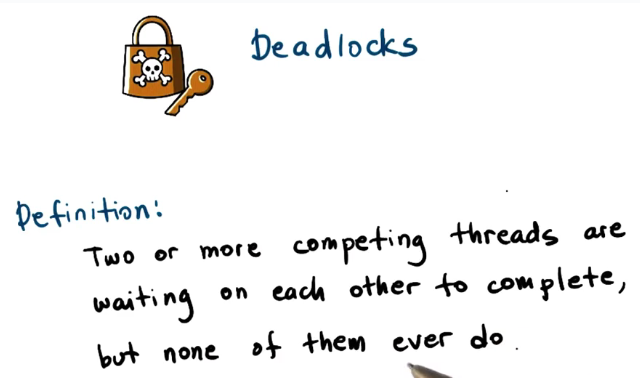 Deadlocks
Definition:
Two or more competing threads are
waiting on each other to complete,
but none of them ever do.